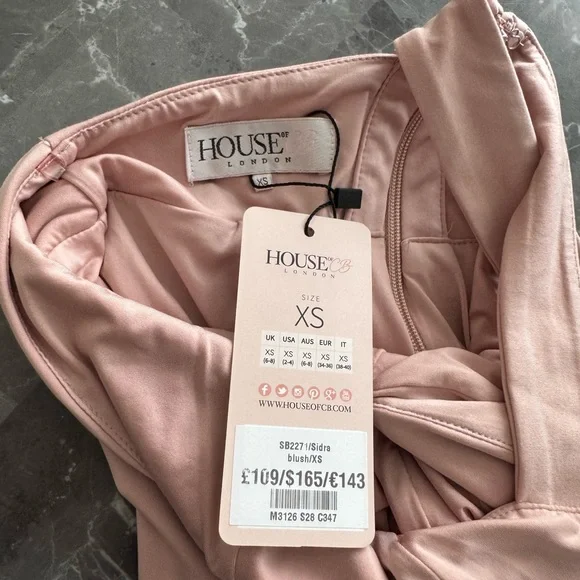 HOUSE OF
LONDON
XS
HOUSE OF CB
LONDON
SIZE
XS
UK USA AUS EUR IT
XS XS XS XS XS
(6-8) (2-4) (6-8) (34-36) (38-40)
WWW.HOUSEOFCB.COM
SB2271/Sidra
blush/XS
£109/$165/€143
M3126 S28 C347